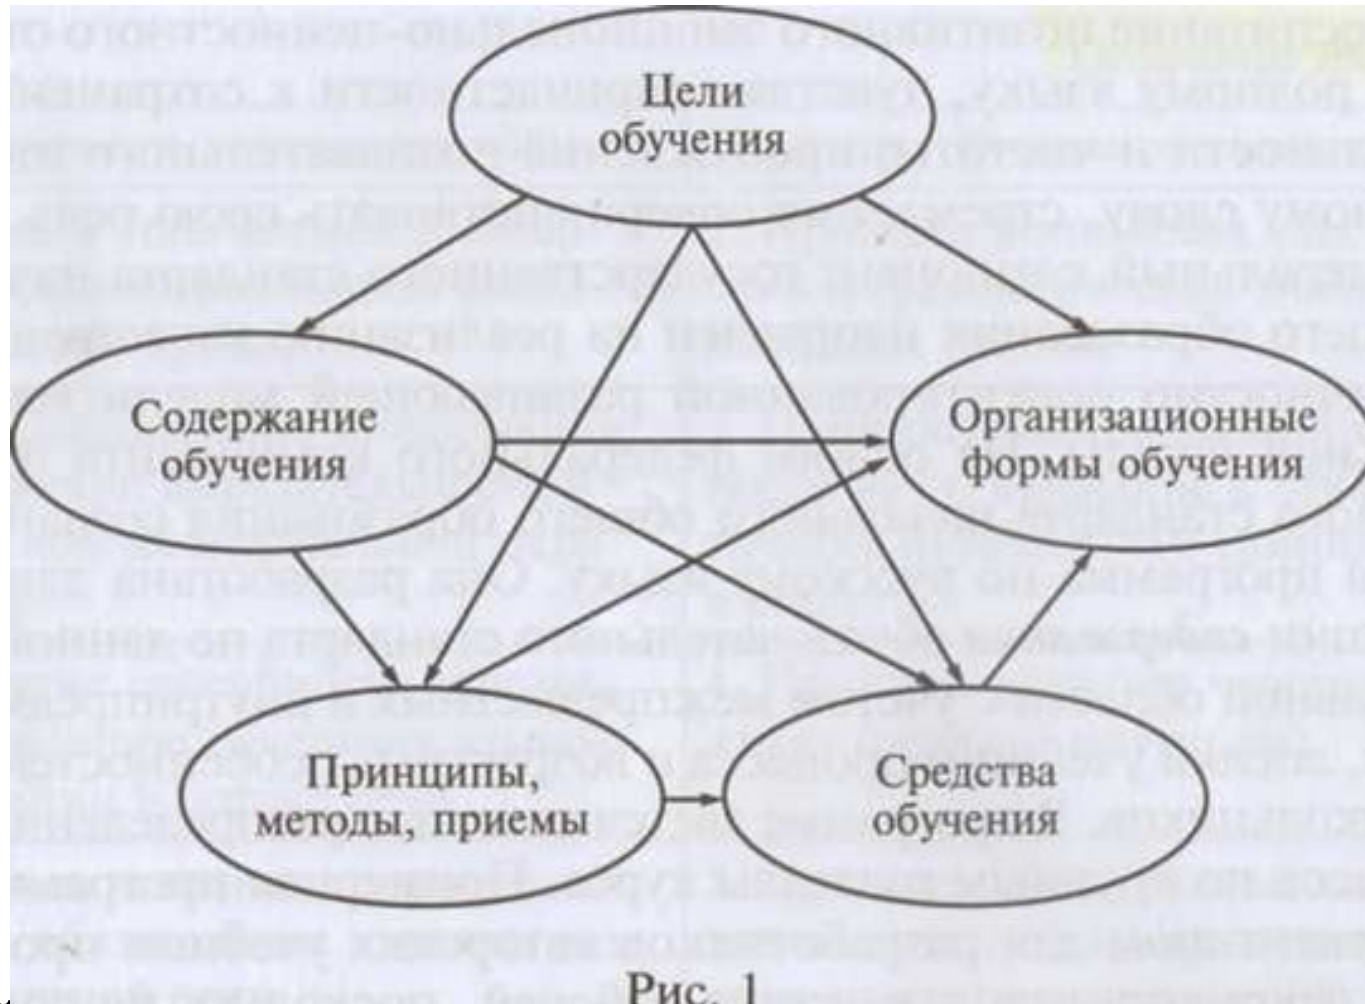 Цели
обучения
Содержание
обучения
Организационные
формы обучения
Принципы,
методы, приемы
Средства
обучения
Рис. 1